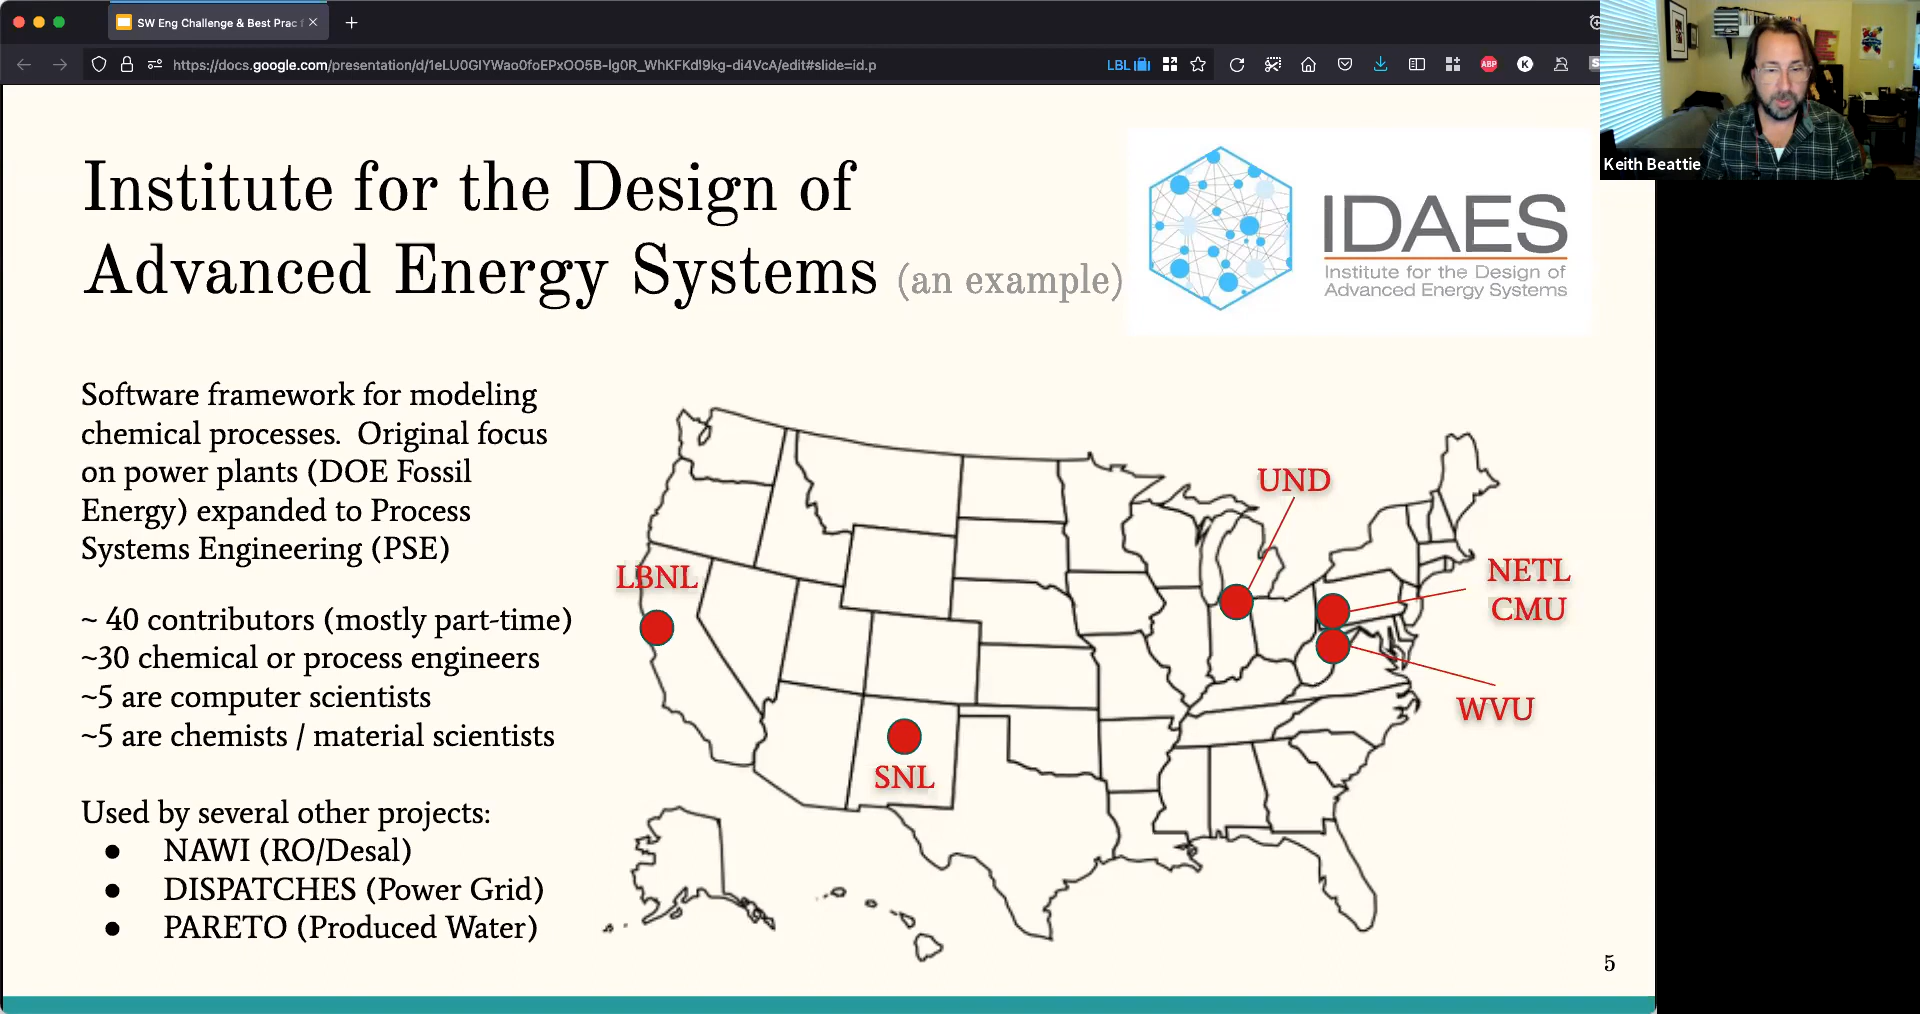 SW Eng Challenge & Best Prac f
https://docs.google.com/presentation/d/1eLU0GIYWao0foEPxOO5B-lg0R_WhKFKdl9kg-di4VcA/edit#slide=id.p
LBL
ABP
K
S
Keith Beattie
Institute for the Design of
Advanced Energy Systems (an example)
IDAES
Institute for the Design of
Advanced Energy Systems
Software framework for modeling
chemical processes.  Original focus
on power plants (DOE Fossil
Energy) expanded to Process
Systems Engineering (PSE)
~ 40 contributors (mostly part-time)
~30 chemical or process engineers
~5 are computer scientists
~5 are chemists / material scientists
Used by several other projects:
● NAWI (RO/Desal)
● DISPATCHES (Power Grid)
● PARETO (Produced Water)
UND
LBNL
NETL
CMU
WVU
SNL
5